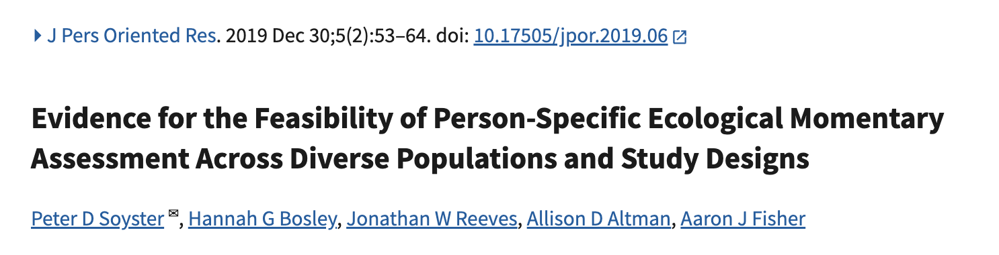 J Pers Oriented Res. 2019 Dec 30;5(2):53–64. doi: 10.17505/jpor.2019.06
Evidence for the Feasibility of Person-Specific Ecological Momentary
Assessment Across Diverse Populations and Study Designs
Peter D Soyster ✉, Hannah G Bosley, Jonathan W Reeves, Allison D Altman, Aaron J Fisher